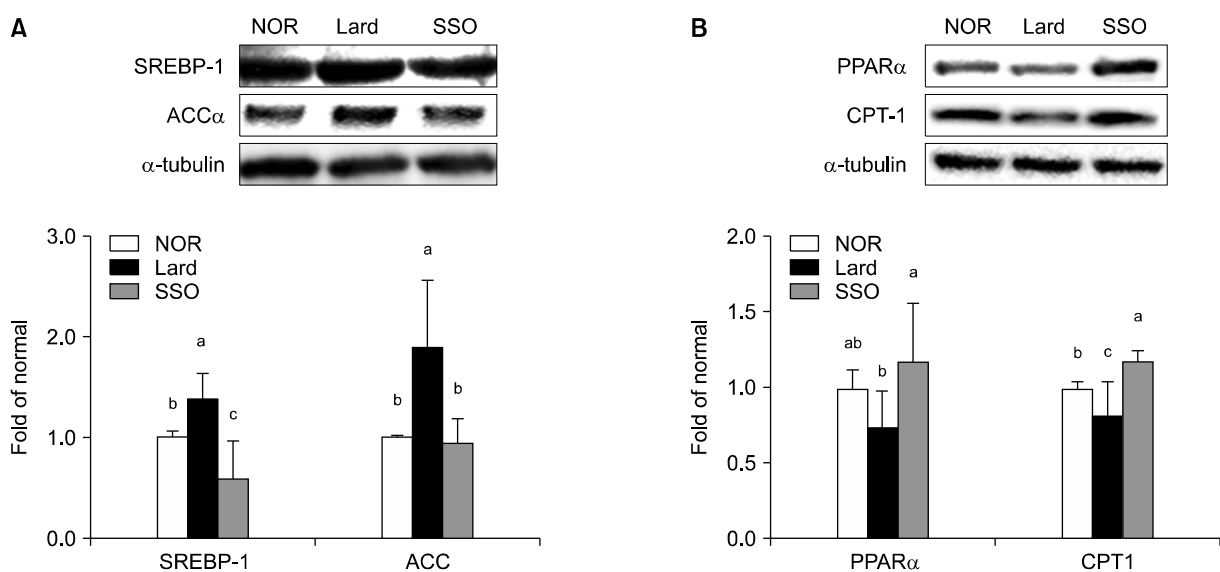 A
NOR Lard SSO
SREBP-1
ACCα
α-tubulin
3.0
2.0
1.0
0.0
Fold of normal
NOR
Lard
SSO
b
a
c
b
a
b
SREBP-1 ACC
B
NOR Lard SSO
PPARα
CPT-1
α-tubulin
2.0
1.5
1.0
0.5
0.0
Fold of normal
NOR
Lard
SSO
ab
b
a
b
c
a
PPARα CPT1